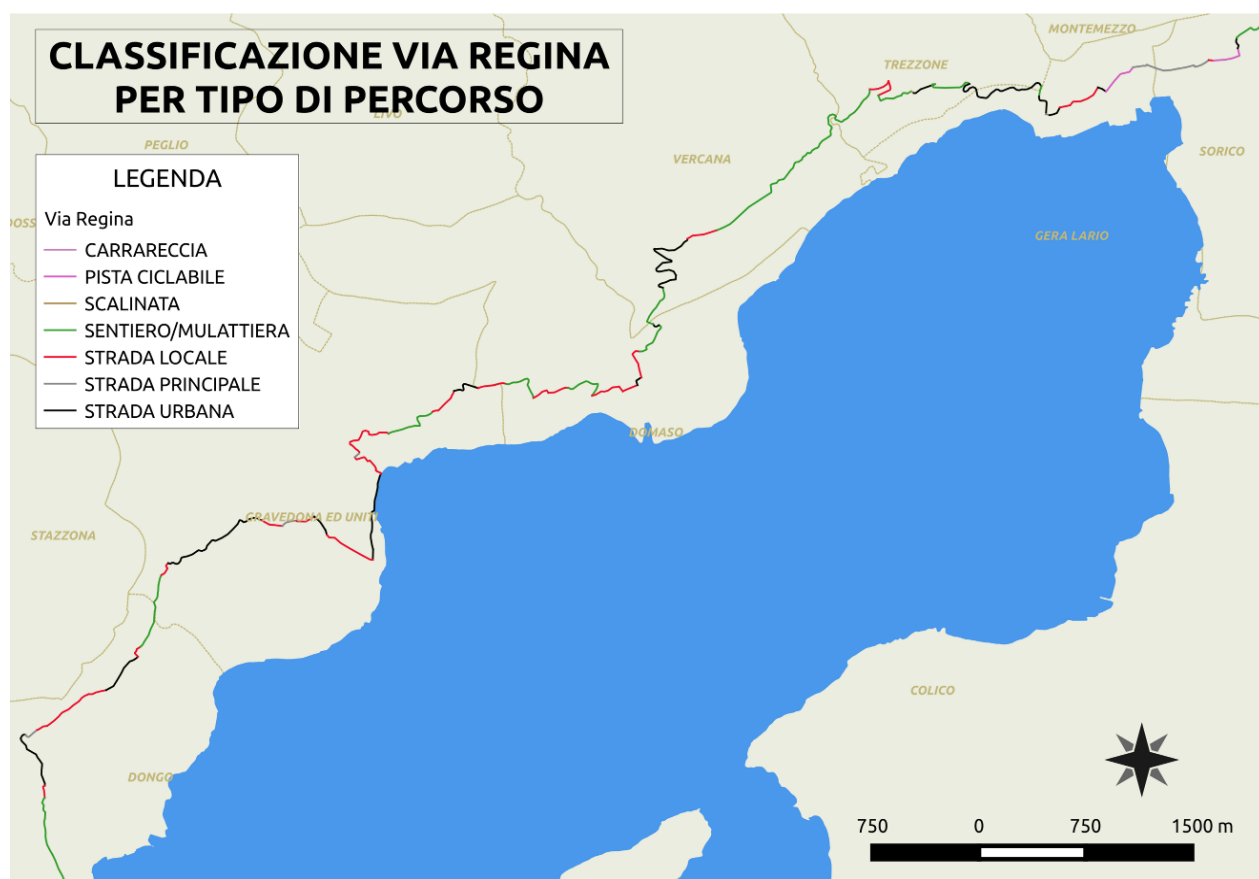 CLASSIFICAZIONE VIA REGINA
PER TIPO DI PERCORSO
MONTEMEZZO
TREZZONE
LIVO
PEGLIO
VERCANA
SORICO
LEGENDA
Via Regina
CARRARECCIA
PISTA CICLABILE
SCALINATA
SENTIERO/MULATTIERA
STRADA LOCALE
STRADA PRINCIPALE
STRADA URBANA
DOSS
GERA LARIO
DOMASO
GRAVEDONA ED UNITI
STAZZONA
COLICO
DONGO
750 0 750 1500 m